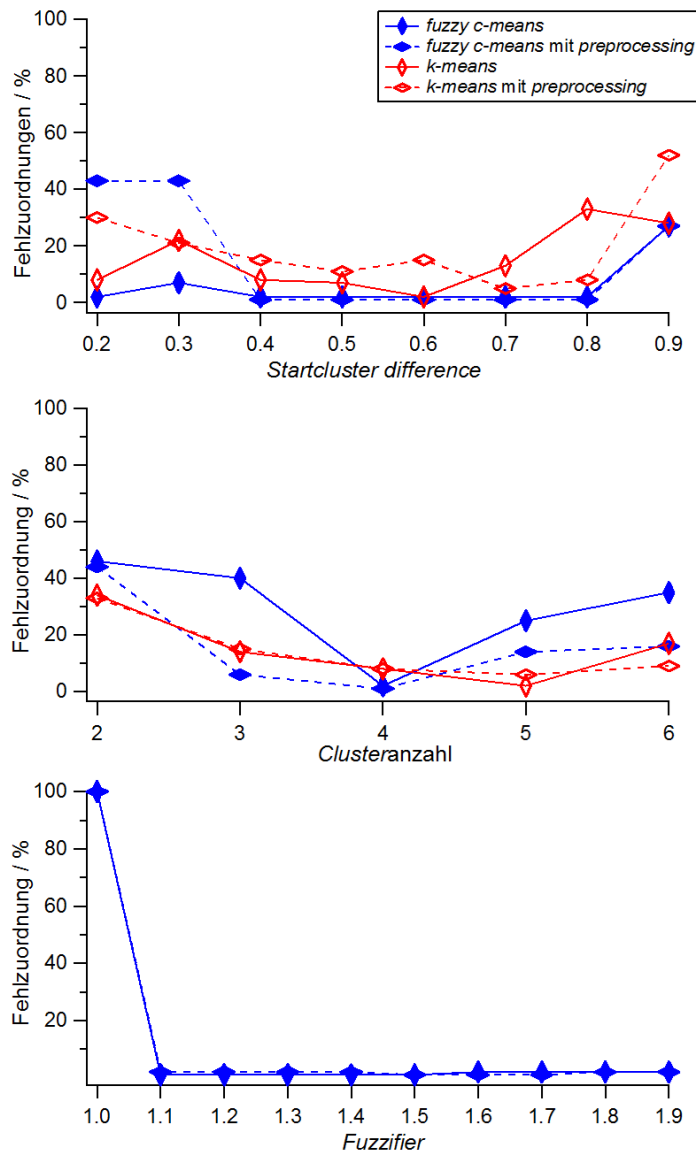 fuzzy c-means
fuzzy c-means mit preprocessing
k-means
k-means mit preprocessing
Fehlzuordnungen / %
100
80
60
40
20
0
0.2 0.3 0.4 0.5 0.6 0.7 0.8 0.9
Startcluster difference
Fehlzuordnung / %
100
80
60
40
20
0
2 3 4 5 6
Clusteranzahl
Fehlzuordnung / %
100
80
60
40
20
1.0 1.1 1.2 1.3 1.4 1.5 1.6 1.7 1.8 1.9
Fuzzifier